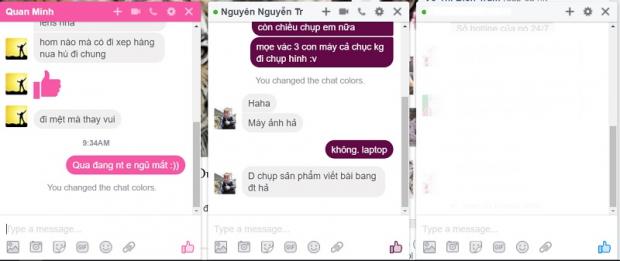 Quan Minh
lens nha
hom nào mà có đi xep hàng
nua hú đi chung
đi mệt mà thay vui
9:34AM
Qua đang nt e ngũ mất :))
You changed the chat colors.
Type a message...
Nguyên Nguyễn Tr
còn chiều chụp em nữa
mọe vác 3 con máy cả chục kg
đi chụp hình :v
You changed the chat colors.
Haha
Máy ảnh hả
không. laptop
D chụp sản phẩm viết bài bang
đt hả
Type a message...
Số hotline của nó 24/7
Type a message...